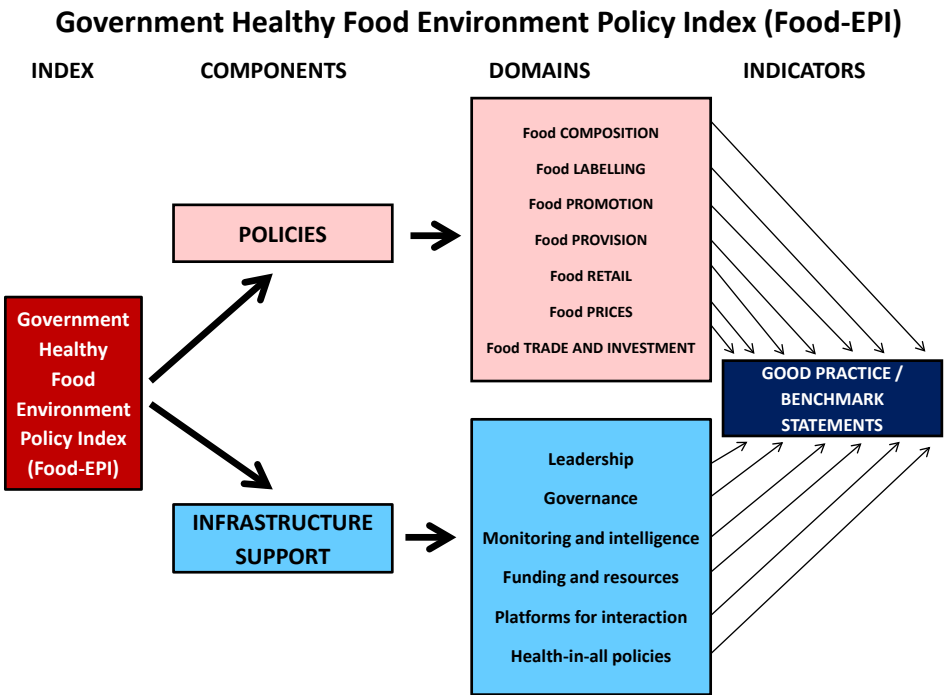 Government Healthy Food Environment Policy Index (Food-EPI)
INDEX
COMPONENTS
DOMAINS
INDICATORS
Government
Healthy
Food
Environment
Policy Index
(Food-EPI)
POLICIES
INFRASTRUCTURE
SUPPORT
Food COMPOSITION
Food LABELLING
Food PROMOTION
Food PROVISION
Food RETAIL
Food PRICES
Food TRADE AND INVESTMENT
Leadership
Governance
Monitoring and intelligence
Funding and resources
Platforms for interaction
Health-in-all policies
GOOD PRACTICE /
BENCHMARK
STATEMENTS